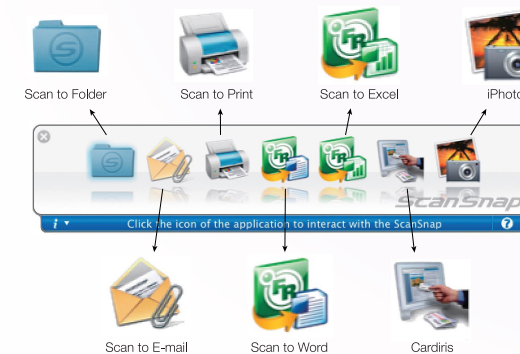 Scan to Folder
Scan to Print
Scan to Excel
iPhoto
ScanSnap
i
Click the icon of the application to interact with the ScanSnap
?
Scan to E-mail
Scan to Word
Cardiris